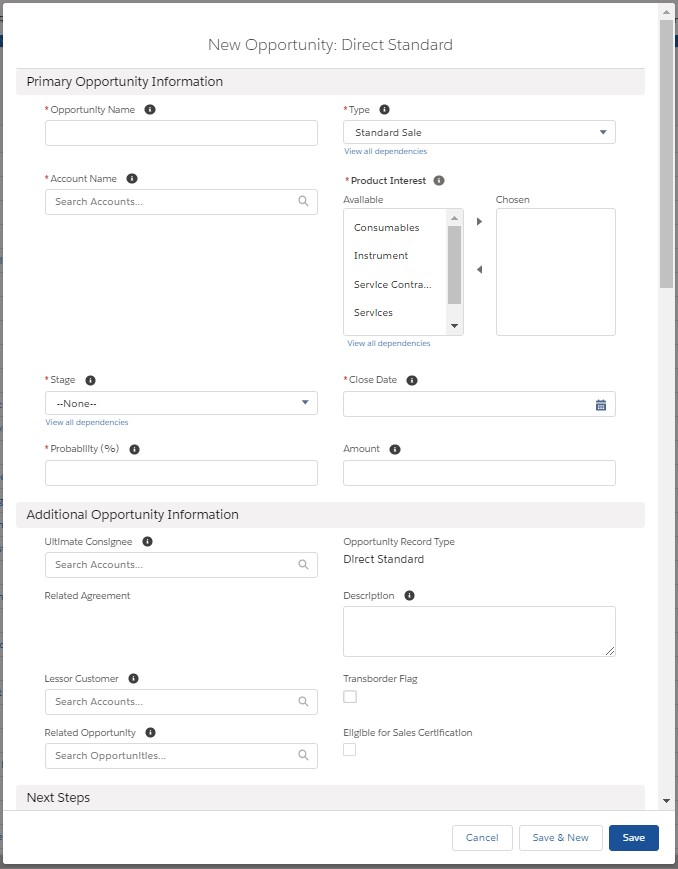 New Opportunity: Direct Standard
Primary Opportunity Information
* Opportunity Name
* Type
Standard Sale
View all dependencies
* Account Name
Search Accounts...
* Product Interest
Available
Chosen
Consumables
Instrument
Service Contra...
Services
View all dependencies
* Stage
--None--
View all dependencies
* Close Date
* Probability (%)
Amount
Additional Opportunity Information
Ultimate Consignee
Search Accounts...
Opportunity Record Type
Direct Standard
Related Agreement
Description
Lessor Customer
Search Accounts...
Transborder Flag
Related Opportunity
Search Opportunities...
Eligible for Sales Certification
Next Steps
Cancel
Save & New
Save